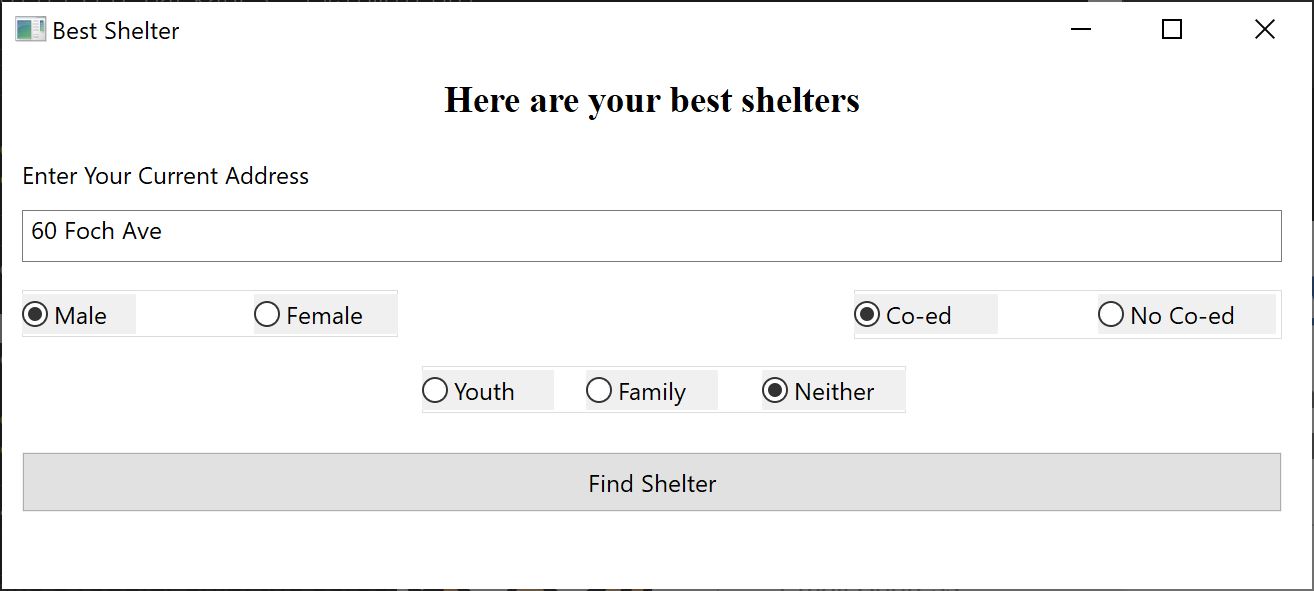 Best Shelter
Here are your best shelters
Enter Your Current Address
60 Foch Ave
Male Female Co-ed No Co-ed
Youth Family Neither
Find Shelter